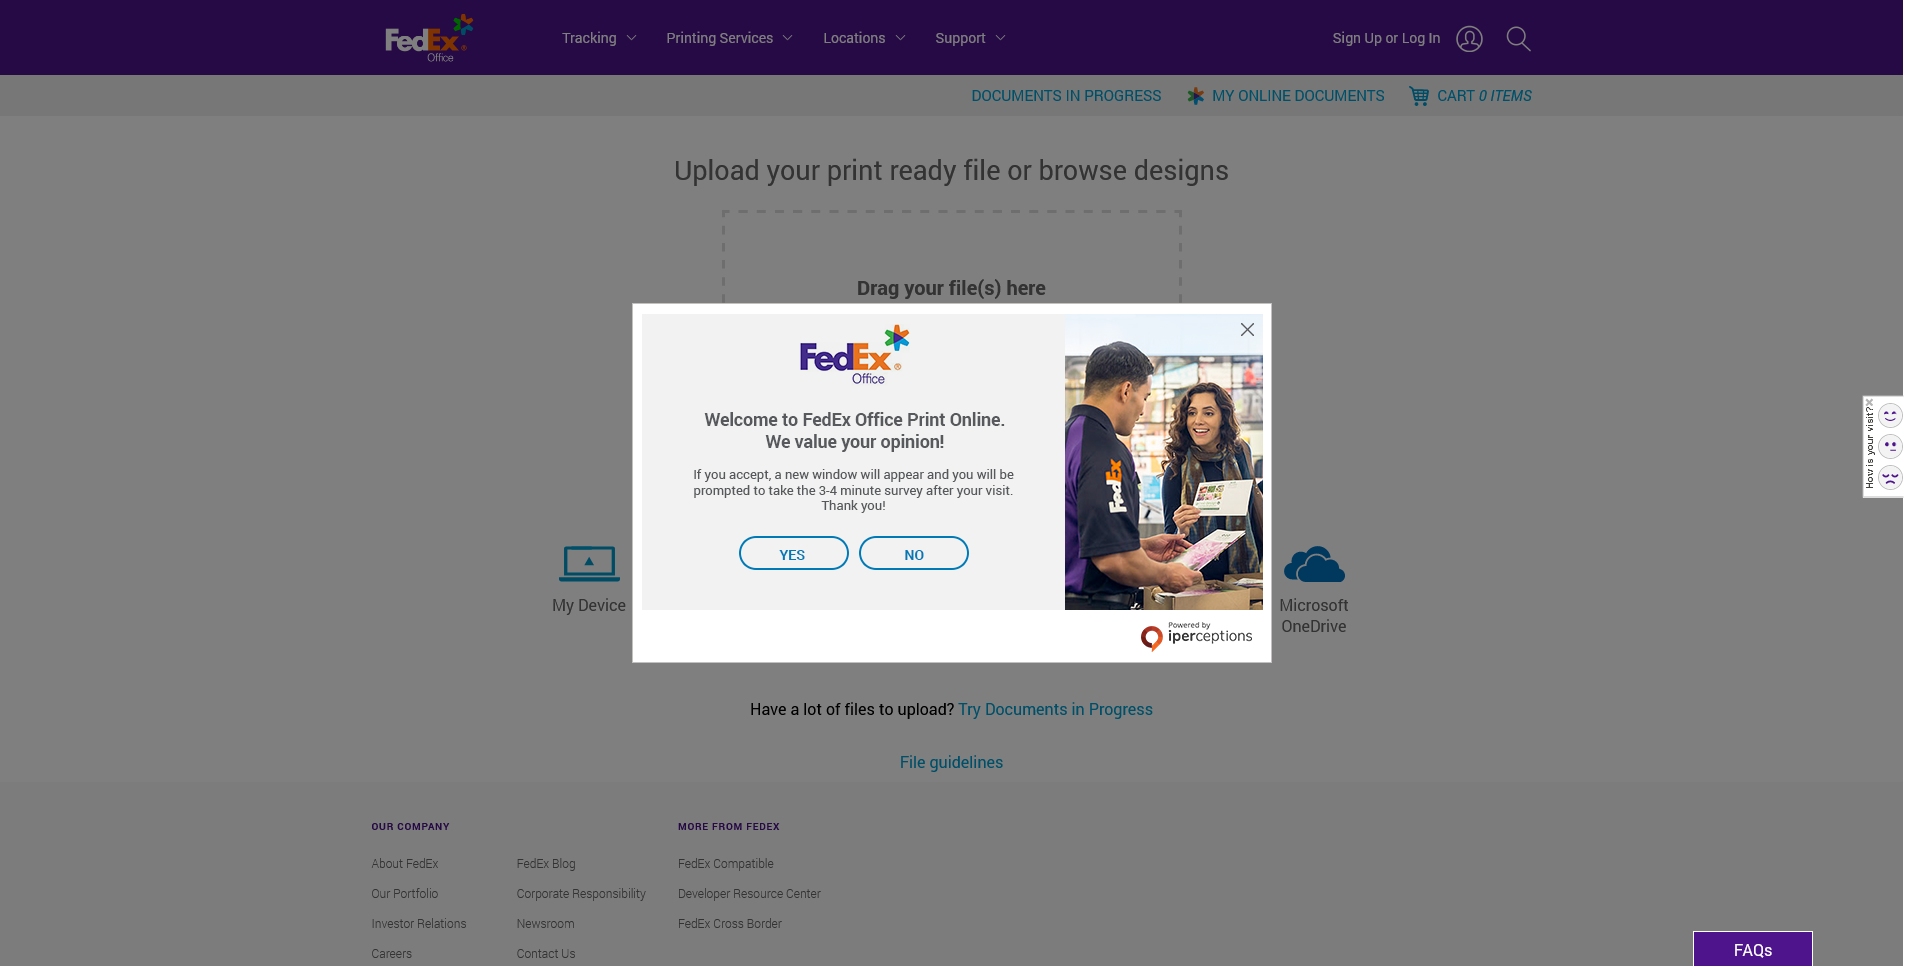 FedEx
Office
Tracking
Printing Services
Locations
Support
Sign Up or Log In
DOCUMENTS IN PROGRESS
MY ONLINE DOCUMENTS
CART 0 ITEMS
Upload your print ready file or browse designs
Drag your file(s) here
FedEx®
Office
Welcome to FedEx Office Print Online.
We value your opinion!
If you accept, a new window will appear and you will be
prompted to take the 3-4 minute survey after your visit.
Thank you!
YES
NO
FedEx
Powered by
iperceptions
How is your visit?
My Device
Microsoft
OneDrive
Have a lot of files to upload? Try Documents in Progress
File guidelines
OUR COMPANY
MORE FROM FEDEX
About FedEx
FedEx Blog
FedEx Compatible
Our Portfolio
Corporate Responsibility
Developer Resource Center
Investor Relations
Newsroom
FedEx Cross Border
Careers
Contact Us
FAQs